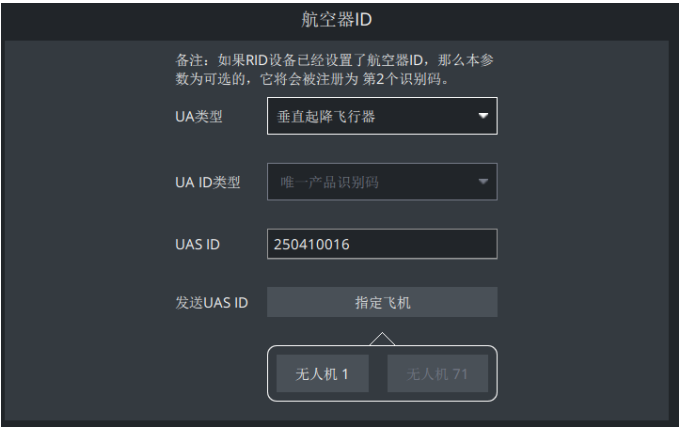 航空器ID
备注：如果RID设备已经设置了航空器ID，那么本参
数为可选的，它将会被注册为 第2个识别码。
UA类型 垂直起降飞行器
UA ID类型 唯一产品识别码
UAS ID 250410016
发送UAS ID 指定飞机
无人机 1 无人机 71